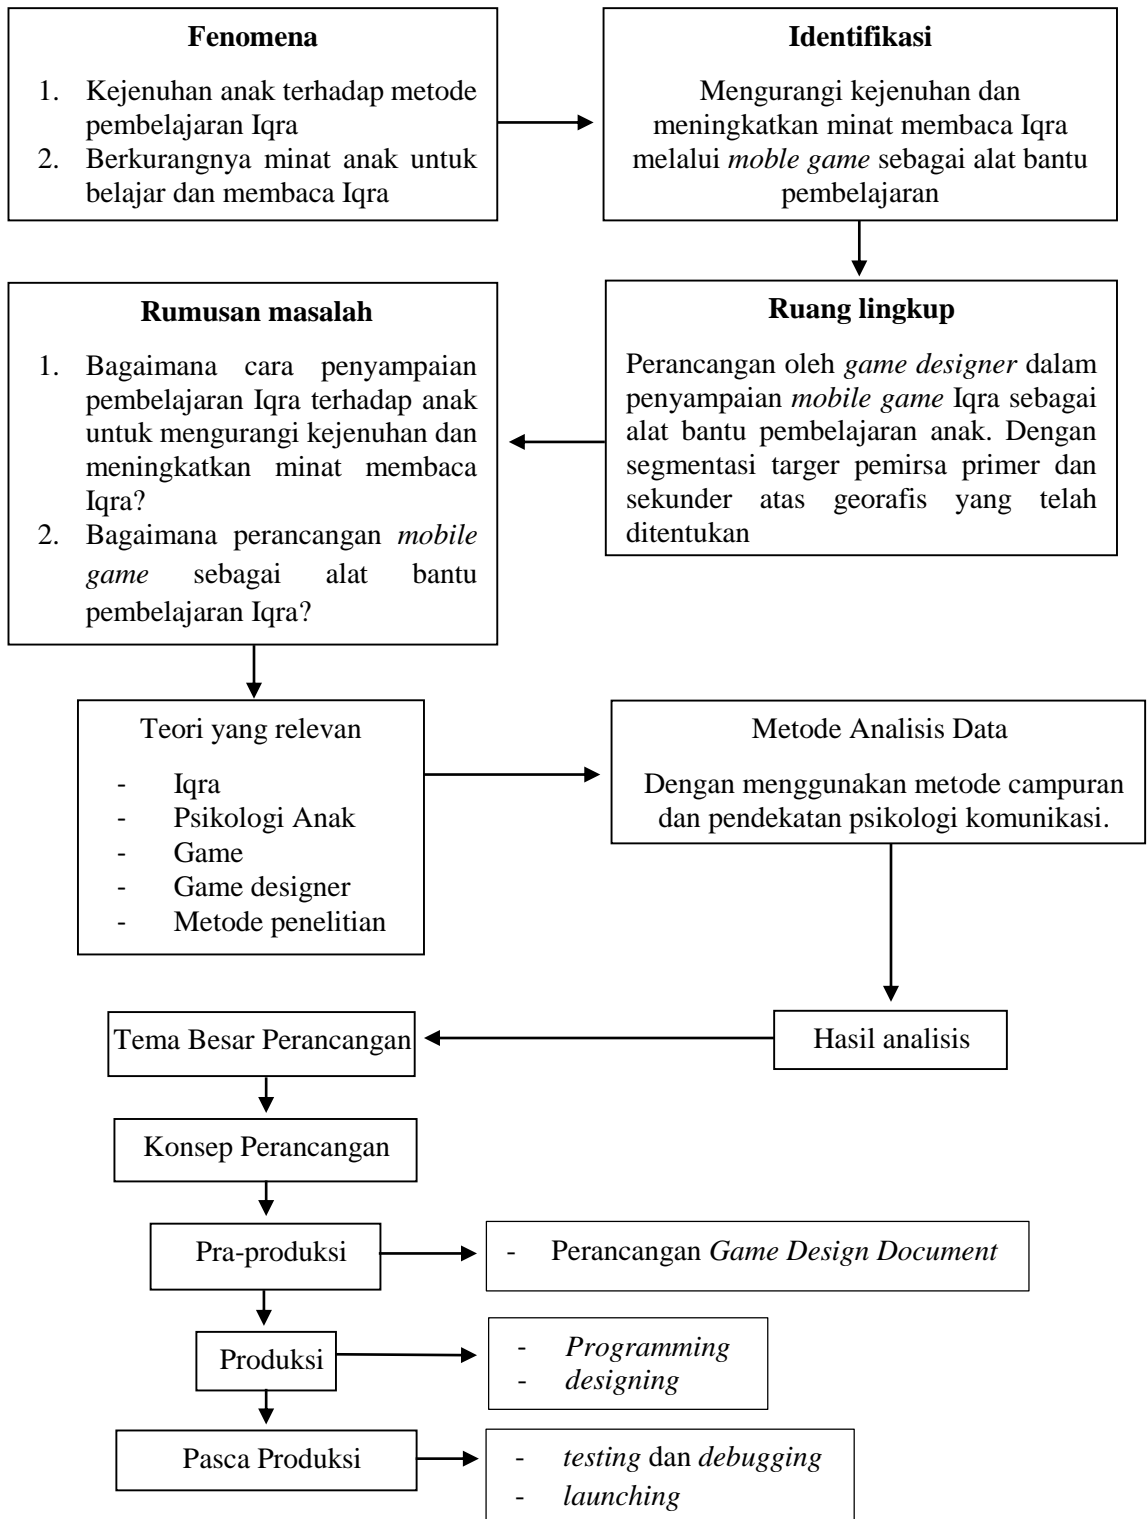 Fenomena
1. Kejenuhan anak terhadap metode
pembelajaran Iqra
2. Berkurangnya minat anak untuk
belajar dan membaca Iqra
Identifikasi
Mengurangi kejenuhan dan
meningkatkan minat membaca Iqra
melalui moble game sebagai alat bantu
pembelajaran
Ruang lingkup
Perancangan oleh game designer dalam
penyampaian mobile game Iqra sebagai
alat bantu pembelajaran anak. Dengan
segmentasi targer pemirsa primer dan
sekunder atas georafis yang telah
ditentukan
Rumusan masalah
1. Bagaimana cara penyampaian
pembelajaran Iqra terhadap anak
untuk mengurangi kejenuhan dan
meningkatkan minat membaca
Iqra?
2. Bagaimana perancangan mobile
game sebagai alat bantu
pembelajaran Iqra?
Teori yang relevan
- Iqra
- Psikologi Anak
- Game
- Game designer
- Metode penelitian
Metode Analisis Data
Dengan menggunakan metode campuran
dan pendekatan psikologi komunikasi.
Hasil analisis
Tema Besar Perancangan
Konsep Perancangan
Pra-produksi
- Perancangan Game Design Document
Produksi
- Programming
- designing
Pasca Produksi
- testing dan debugging
- launching